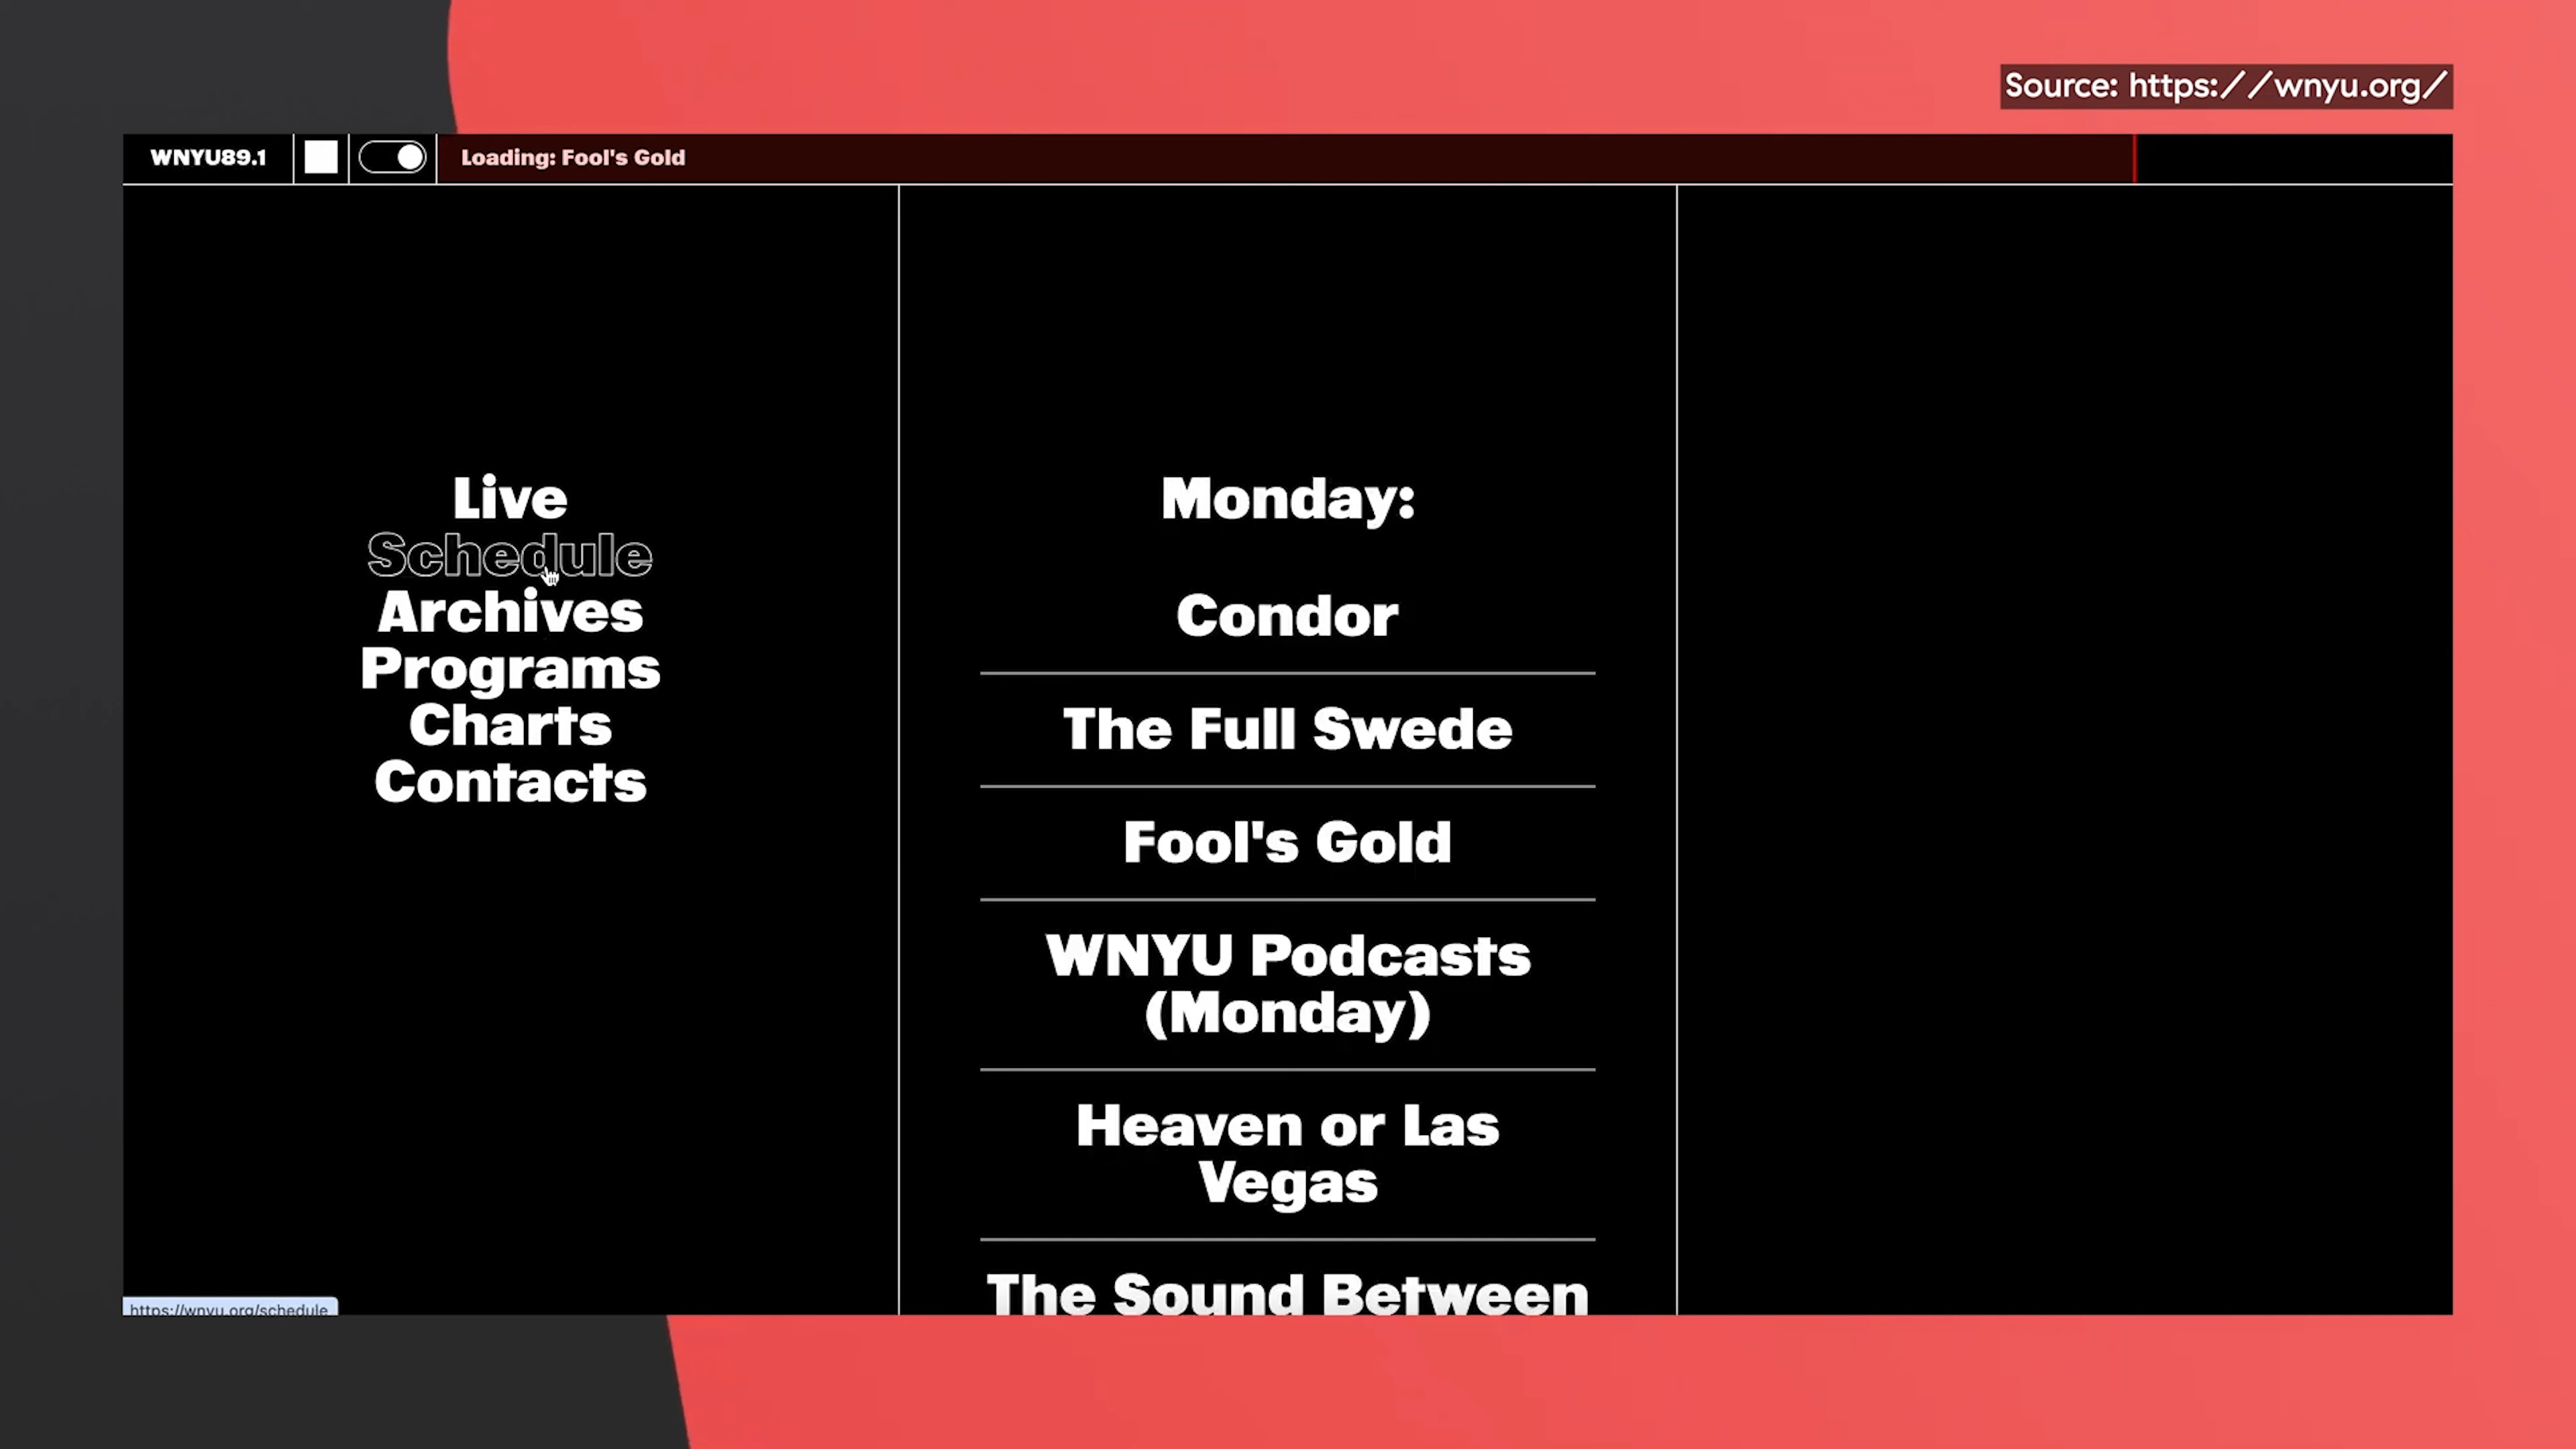 Source: https://wnyu.org/
WNYU89.1
Loading: Fool's Gold
Live
Schedule
Archives
Programs
Charts
Contacts
Monday:
Condor
The Full Swede
Fool's Gold
WNYU Podcasts
(Monday)
Heaven or Las
Vegas
The Sound Between
https://wnyu.org/schedule